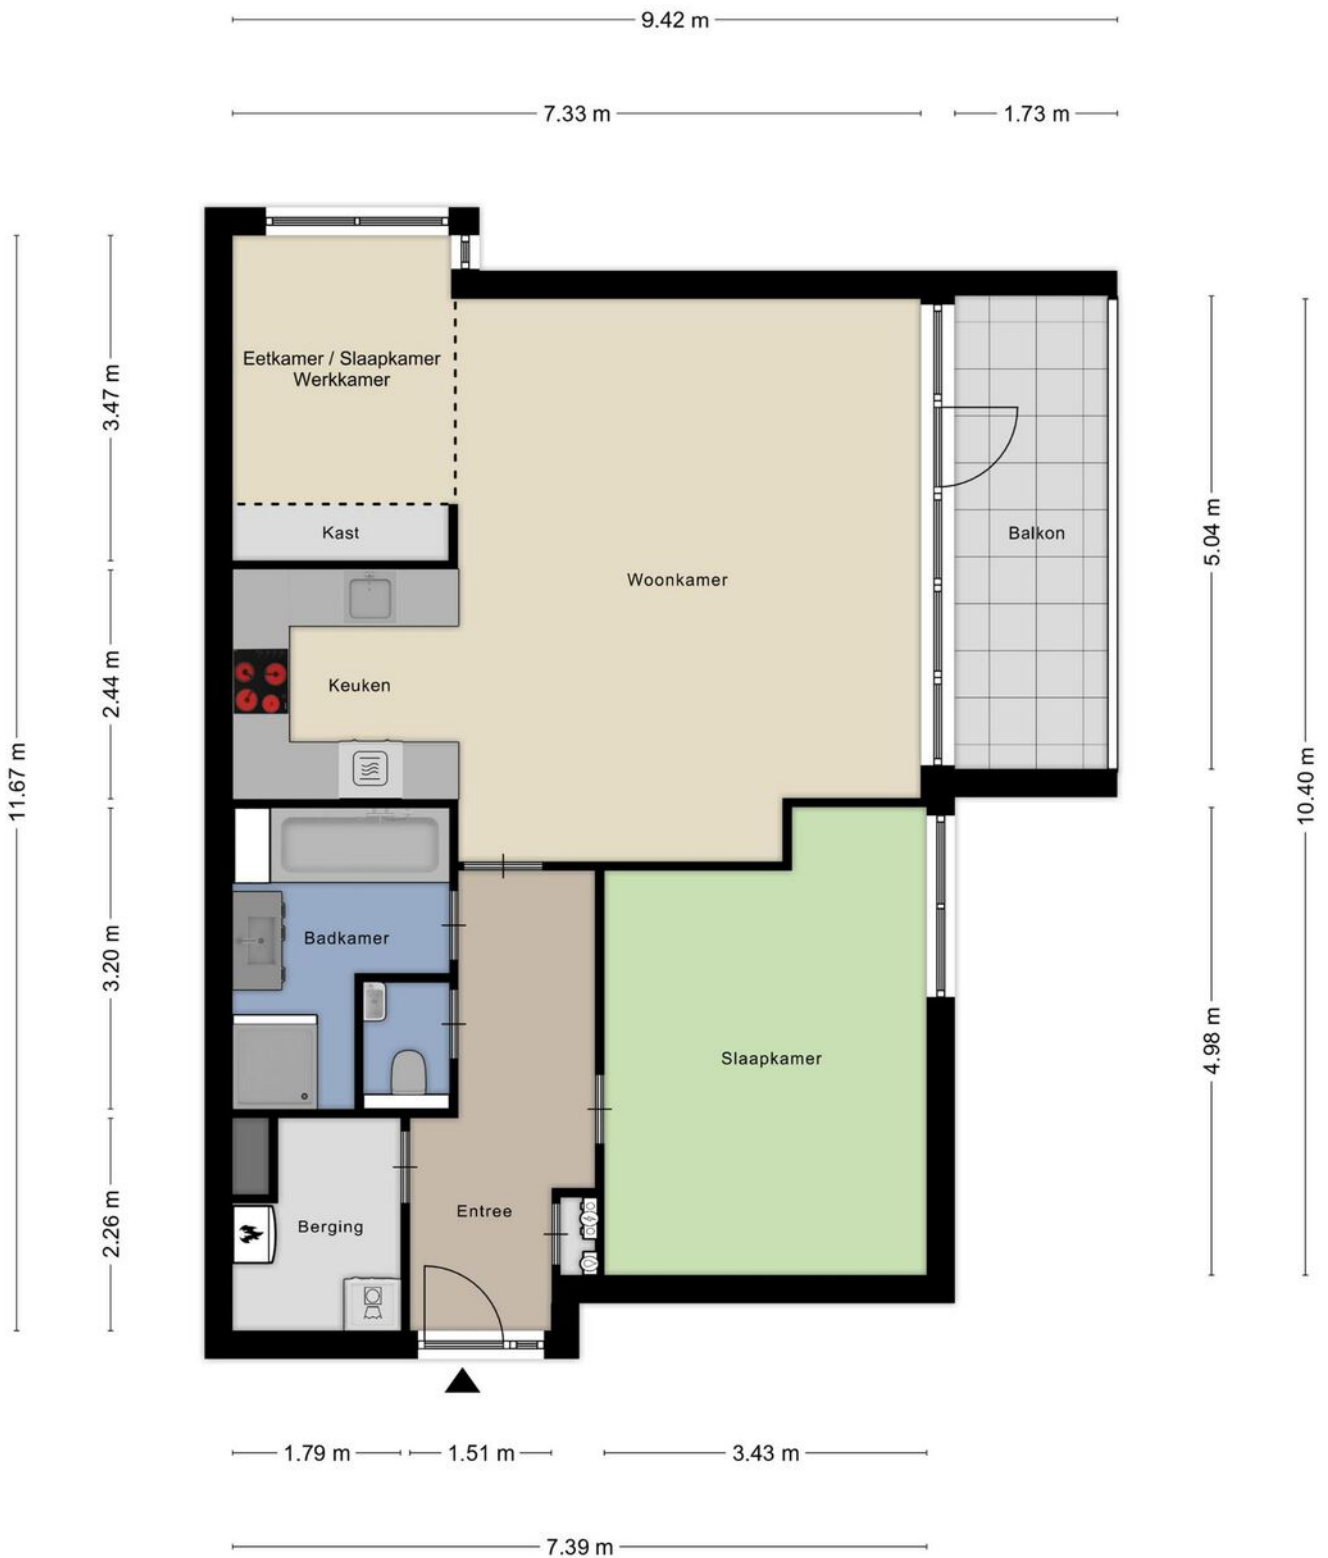 9.42 m
7.33 m
1.73 m
Eetkamer / Slaapkamer
Werkkamer
3.47 m
Kast
Woonkamer
Balkon
5.04 m
Keuken
2.44 m
11.67 m
10.40 m
Badkamer
3.20 m
Slaapkamer
4.98 m
Entree
Berging
2.26 m
1.79 m
1.51 m
3.43 m
7.39 m